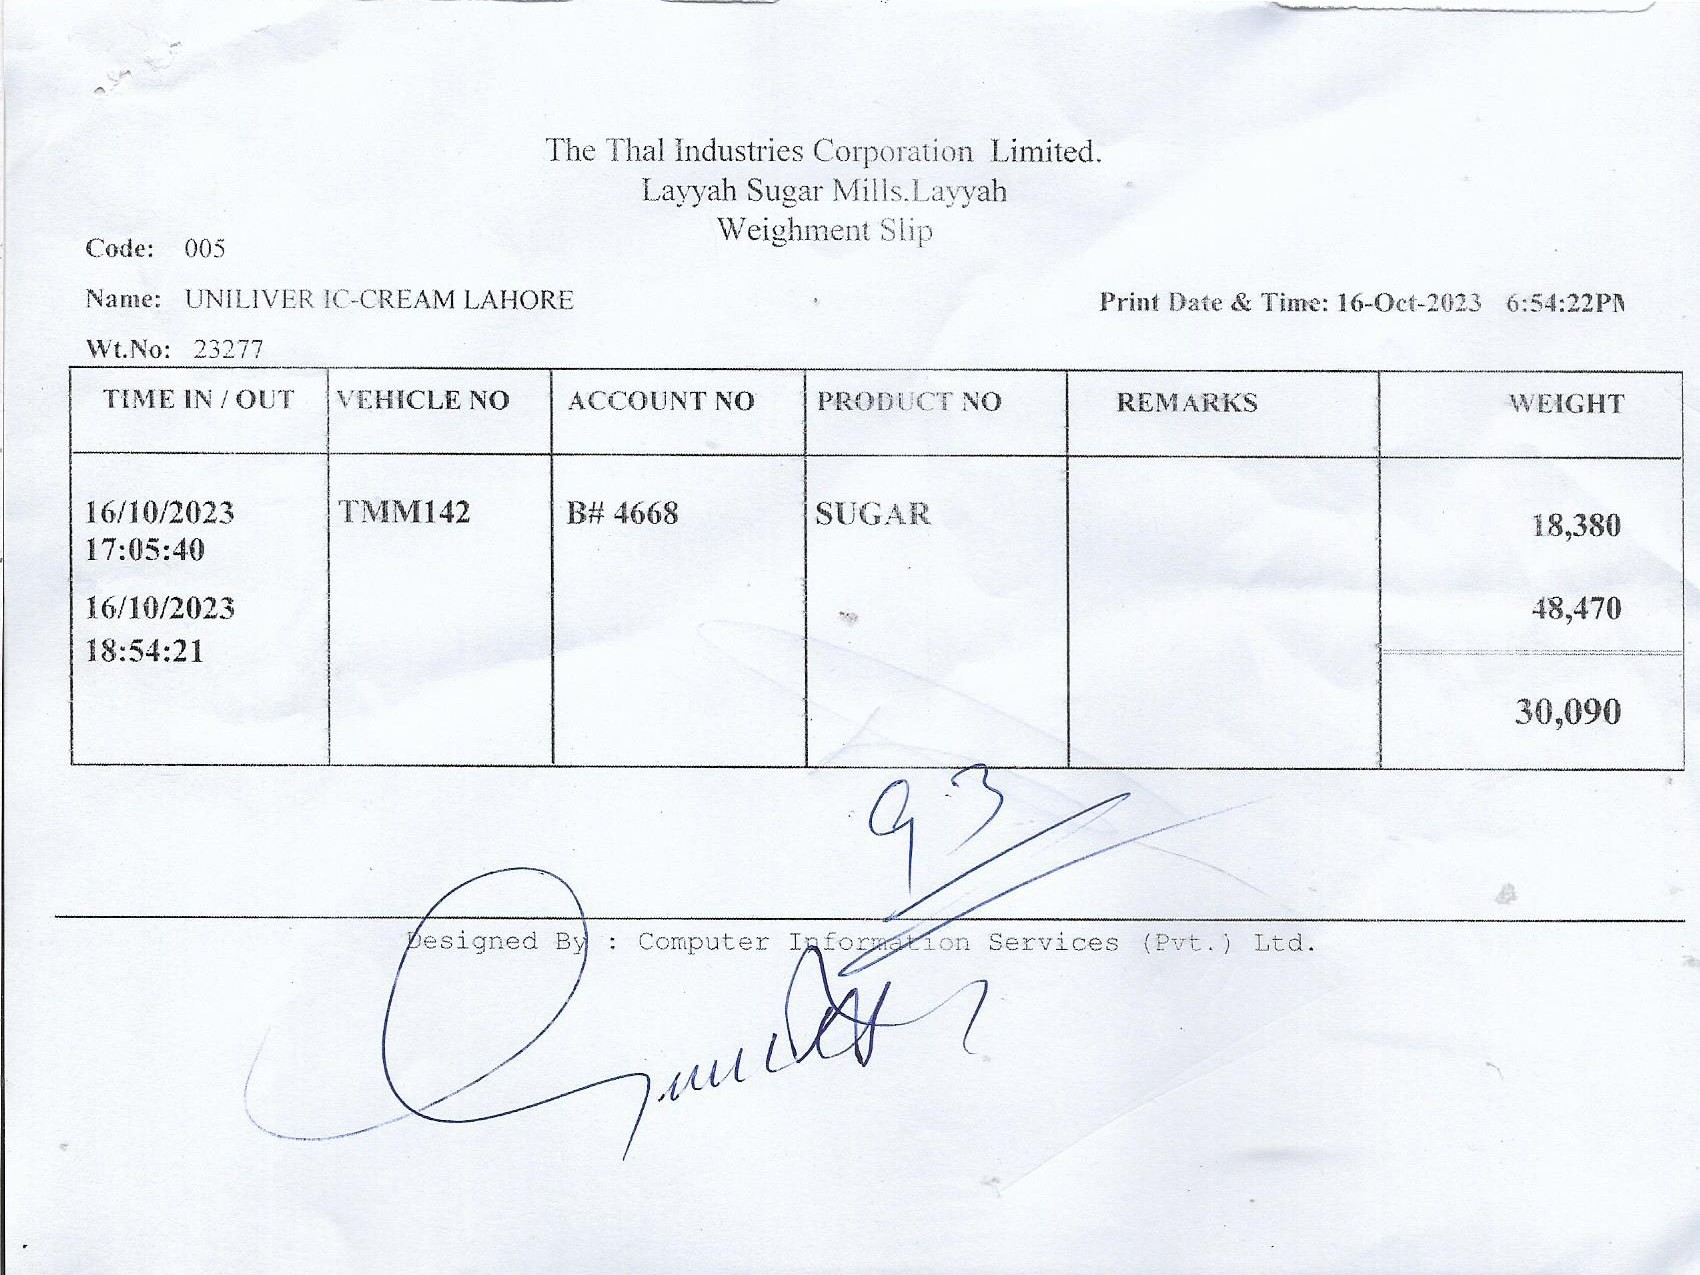 The Thal Industries Corporation Limited.
Layyah Sugar Mills.Layyah
Weighment Slip
Code: 005
Name: UNILIVER IC-CREAM LAHORE
Print Date & Time: 16-Oct-2023 6:54:22PM
Wt.No: 23277
TIME IN / OUT VEHICLE NO ACCOUNT NO PRODUCT NO REMARKS WEIGHT
16/10/2023 TMM142 B# 4668 SUGAR 18,380
17:05:40
16/10/2023 48,470
18:54:21
30,090
93
Designed By : Computer Information Services (Pvt.) Ltd.